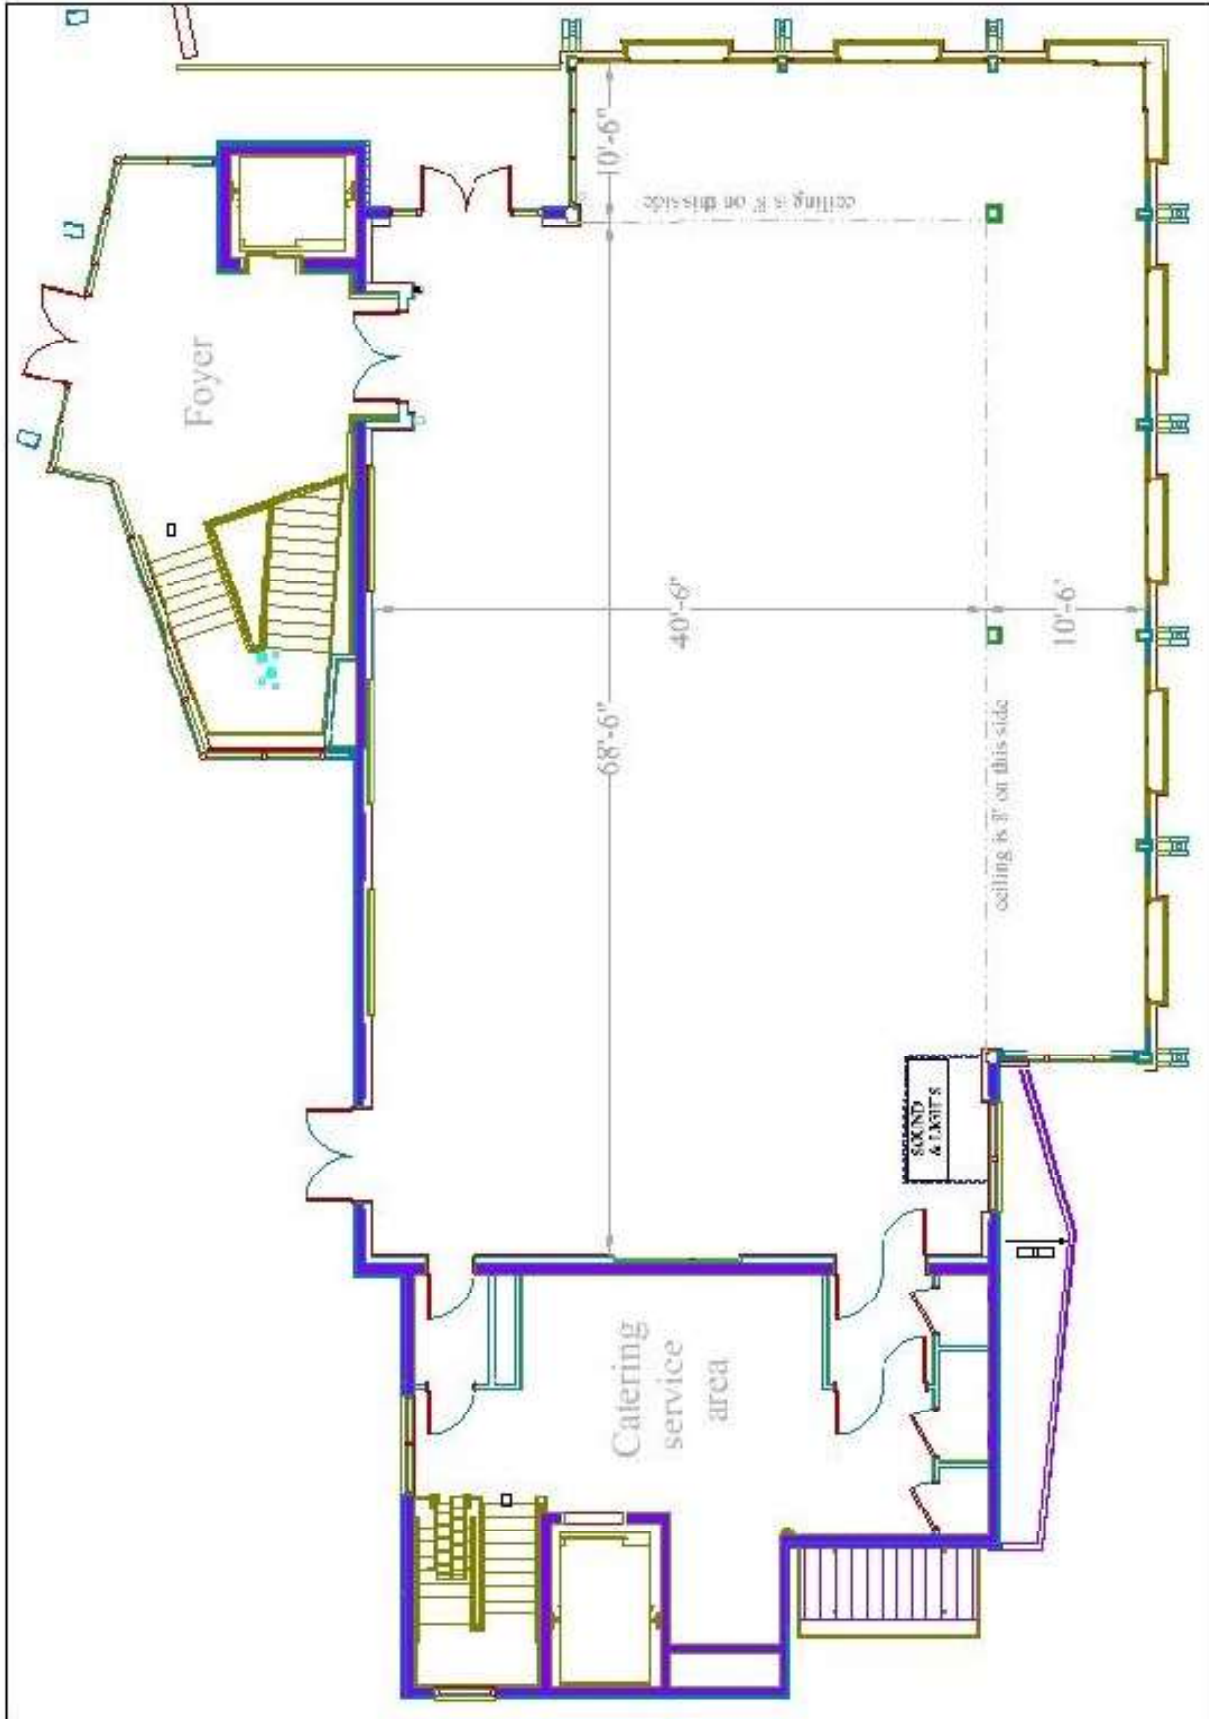 10'-6"
ceiling is 8' on this side
Foyer
40'-6"
10'-6'
68'-6"
ceiling is 8' on this side
SOUND
& LIGHTS
Catering
service
area